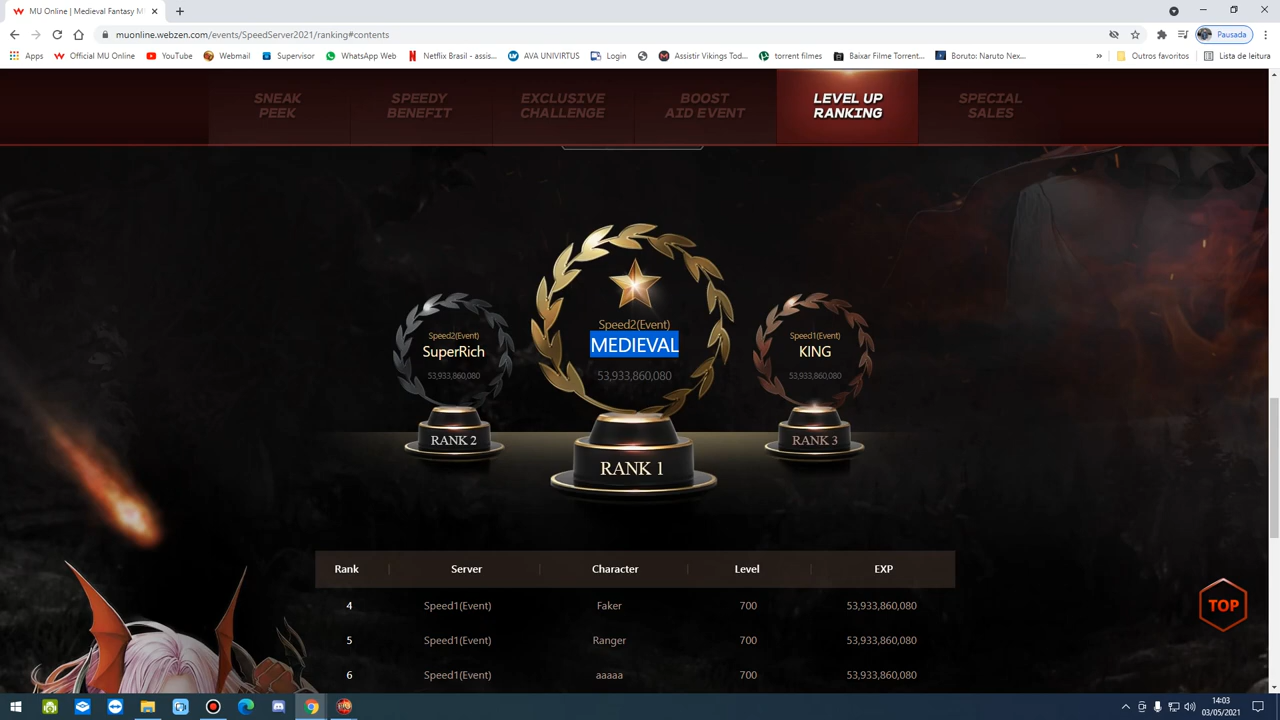 MU Online | Medieval Fantasy M
muonline.webzen.com/events/SpeedServer2021/ranking#contents
Pausada
Apps
Official MU Online
YouTube
Webmail
Supervisor
WhatsApp Web
Netflix Brasil - assis...
AVA UNIVIRTUS
Login
Assistir Vikings Tod...
torrent filmes
Baixar Filme Torrent...
Boruto: Naruto Nex...
»
Outros favoritos
Lista de leitura
SNEAK
PEEK
SPEEDY
BENEFIT
EXCLUSIVE
CHALLENGE
BOOST
AID EVENT
LEVEL UP
RANKING
SPECIAL
SALES
Speed2(Event)
SuperRich
53,933,860,080
RANK 2
Speed2(Event)
MEDIEVAL
53,933,860,080
RANK 1
Speed1(Event)
KING
53,933,860,080
RANK 3
Rank Server Character Level EXP
4 Speed1(Event) Faker 700 53,933,860,080
5 Speed1(Event) Ranger 700 53,933,860,080
6 Speed1(Event) aaaaa 700 53,933,860,080
TOP
14:03
03/05/2021